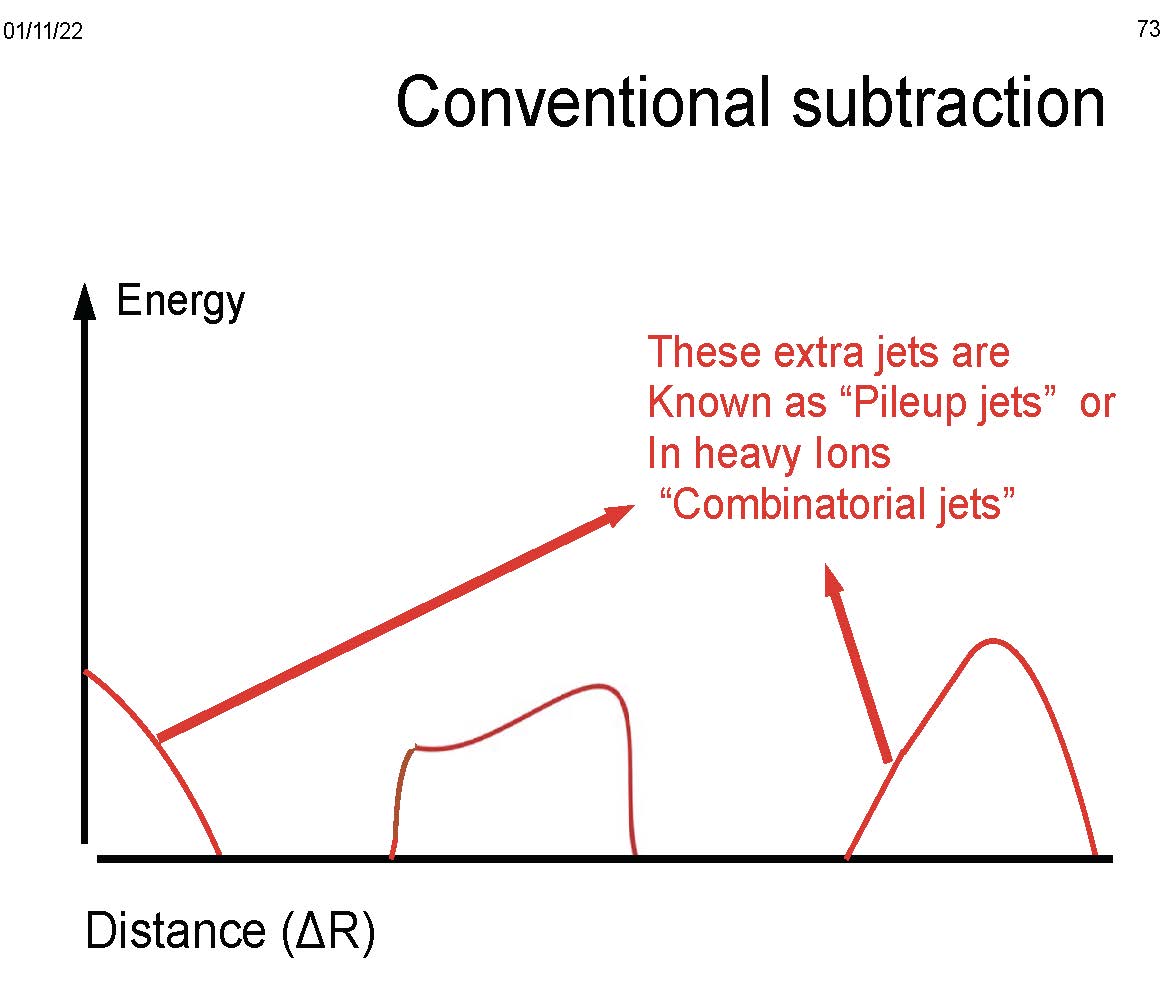 01/11/22
73
Conventional subtraction
Energy
These extra jets are
Known as “Pileup jets”  or
In heavy Ions
“Combinatorial jets”
Distance (ΔR)